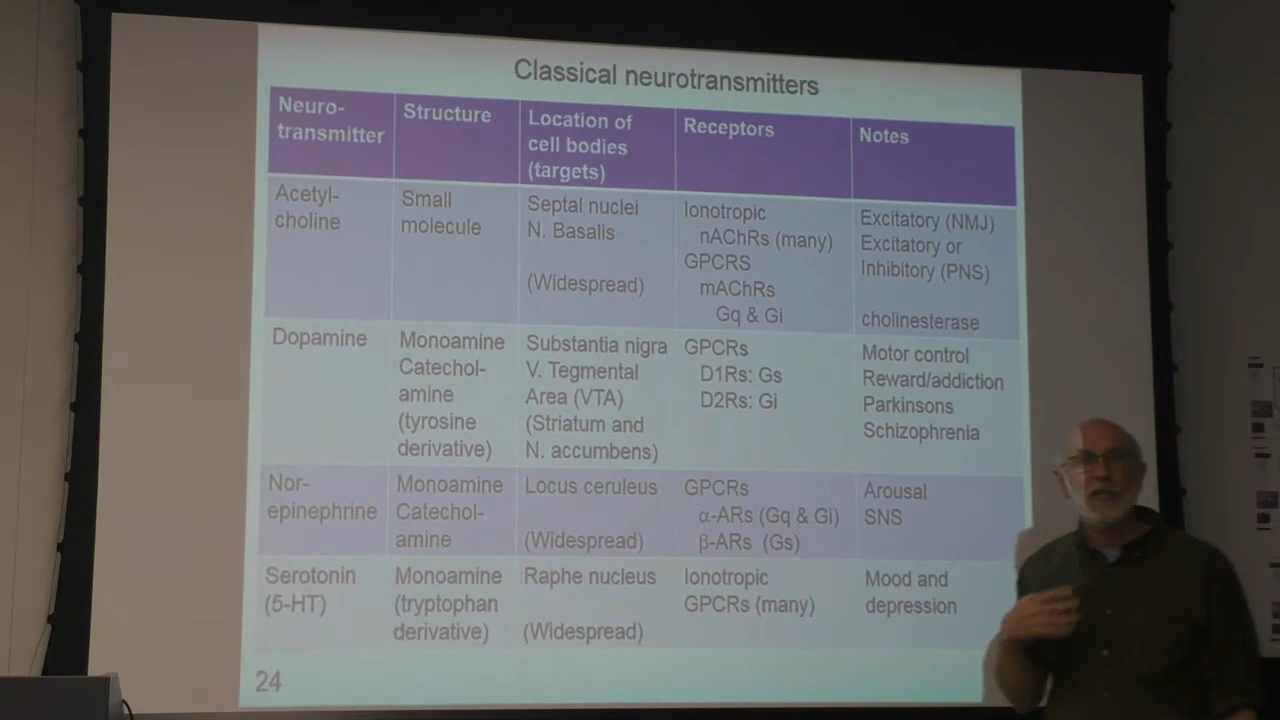 Classical neurotransmitters
Neuro-
transmitter
Structure
Location of
cell bodies
(targets)
Receptors
Notes
Acetyl-
choline
Small
molecule
Septal nuclei
N. Basalis
(Widespread)
Ionotropic
nAChRs (many)
GPCRS
mAChRs
Gq & Gi
Excitatory (NMJ)
Excitatory or
Inhibitory (PNS)
cholinesterase
Dopamine
Monoamine
Catechol-
amine
(tyrosine
derivative)
Substantia nigra
V. Tegmental
Area (VTA)
(Striatum and
N. accumbens)
GPCRs
D1Rs: Gs
D2Rs: Gi
Motor control
Reward/addiction
Parkinsons
Schizophrenia
Nor-
epinephrine
Monoamine
Catechol-
amine
Locus ceruleus
(Widespread)
GPCRs
α-ARs (Gq & Gi)
β-ARs (Gs)
Arousal
SNS
Serotonin
(5-HT)
Monoamine
(tryptophan
derivative)
Raphe nucleus
(Widespread)
Ionotropic
GPCRs (many)
Mood and
depression
24